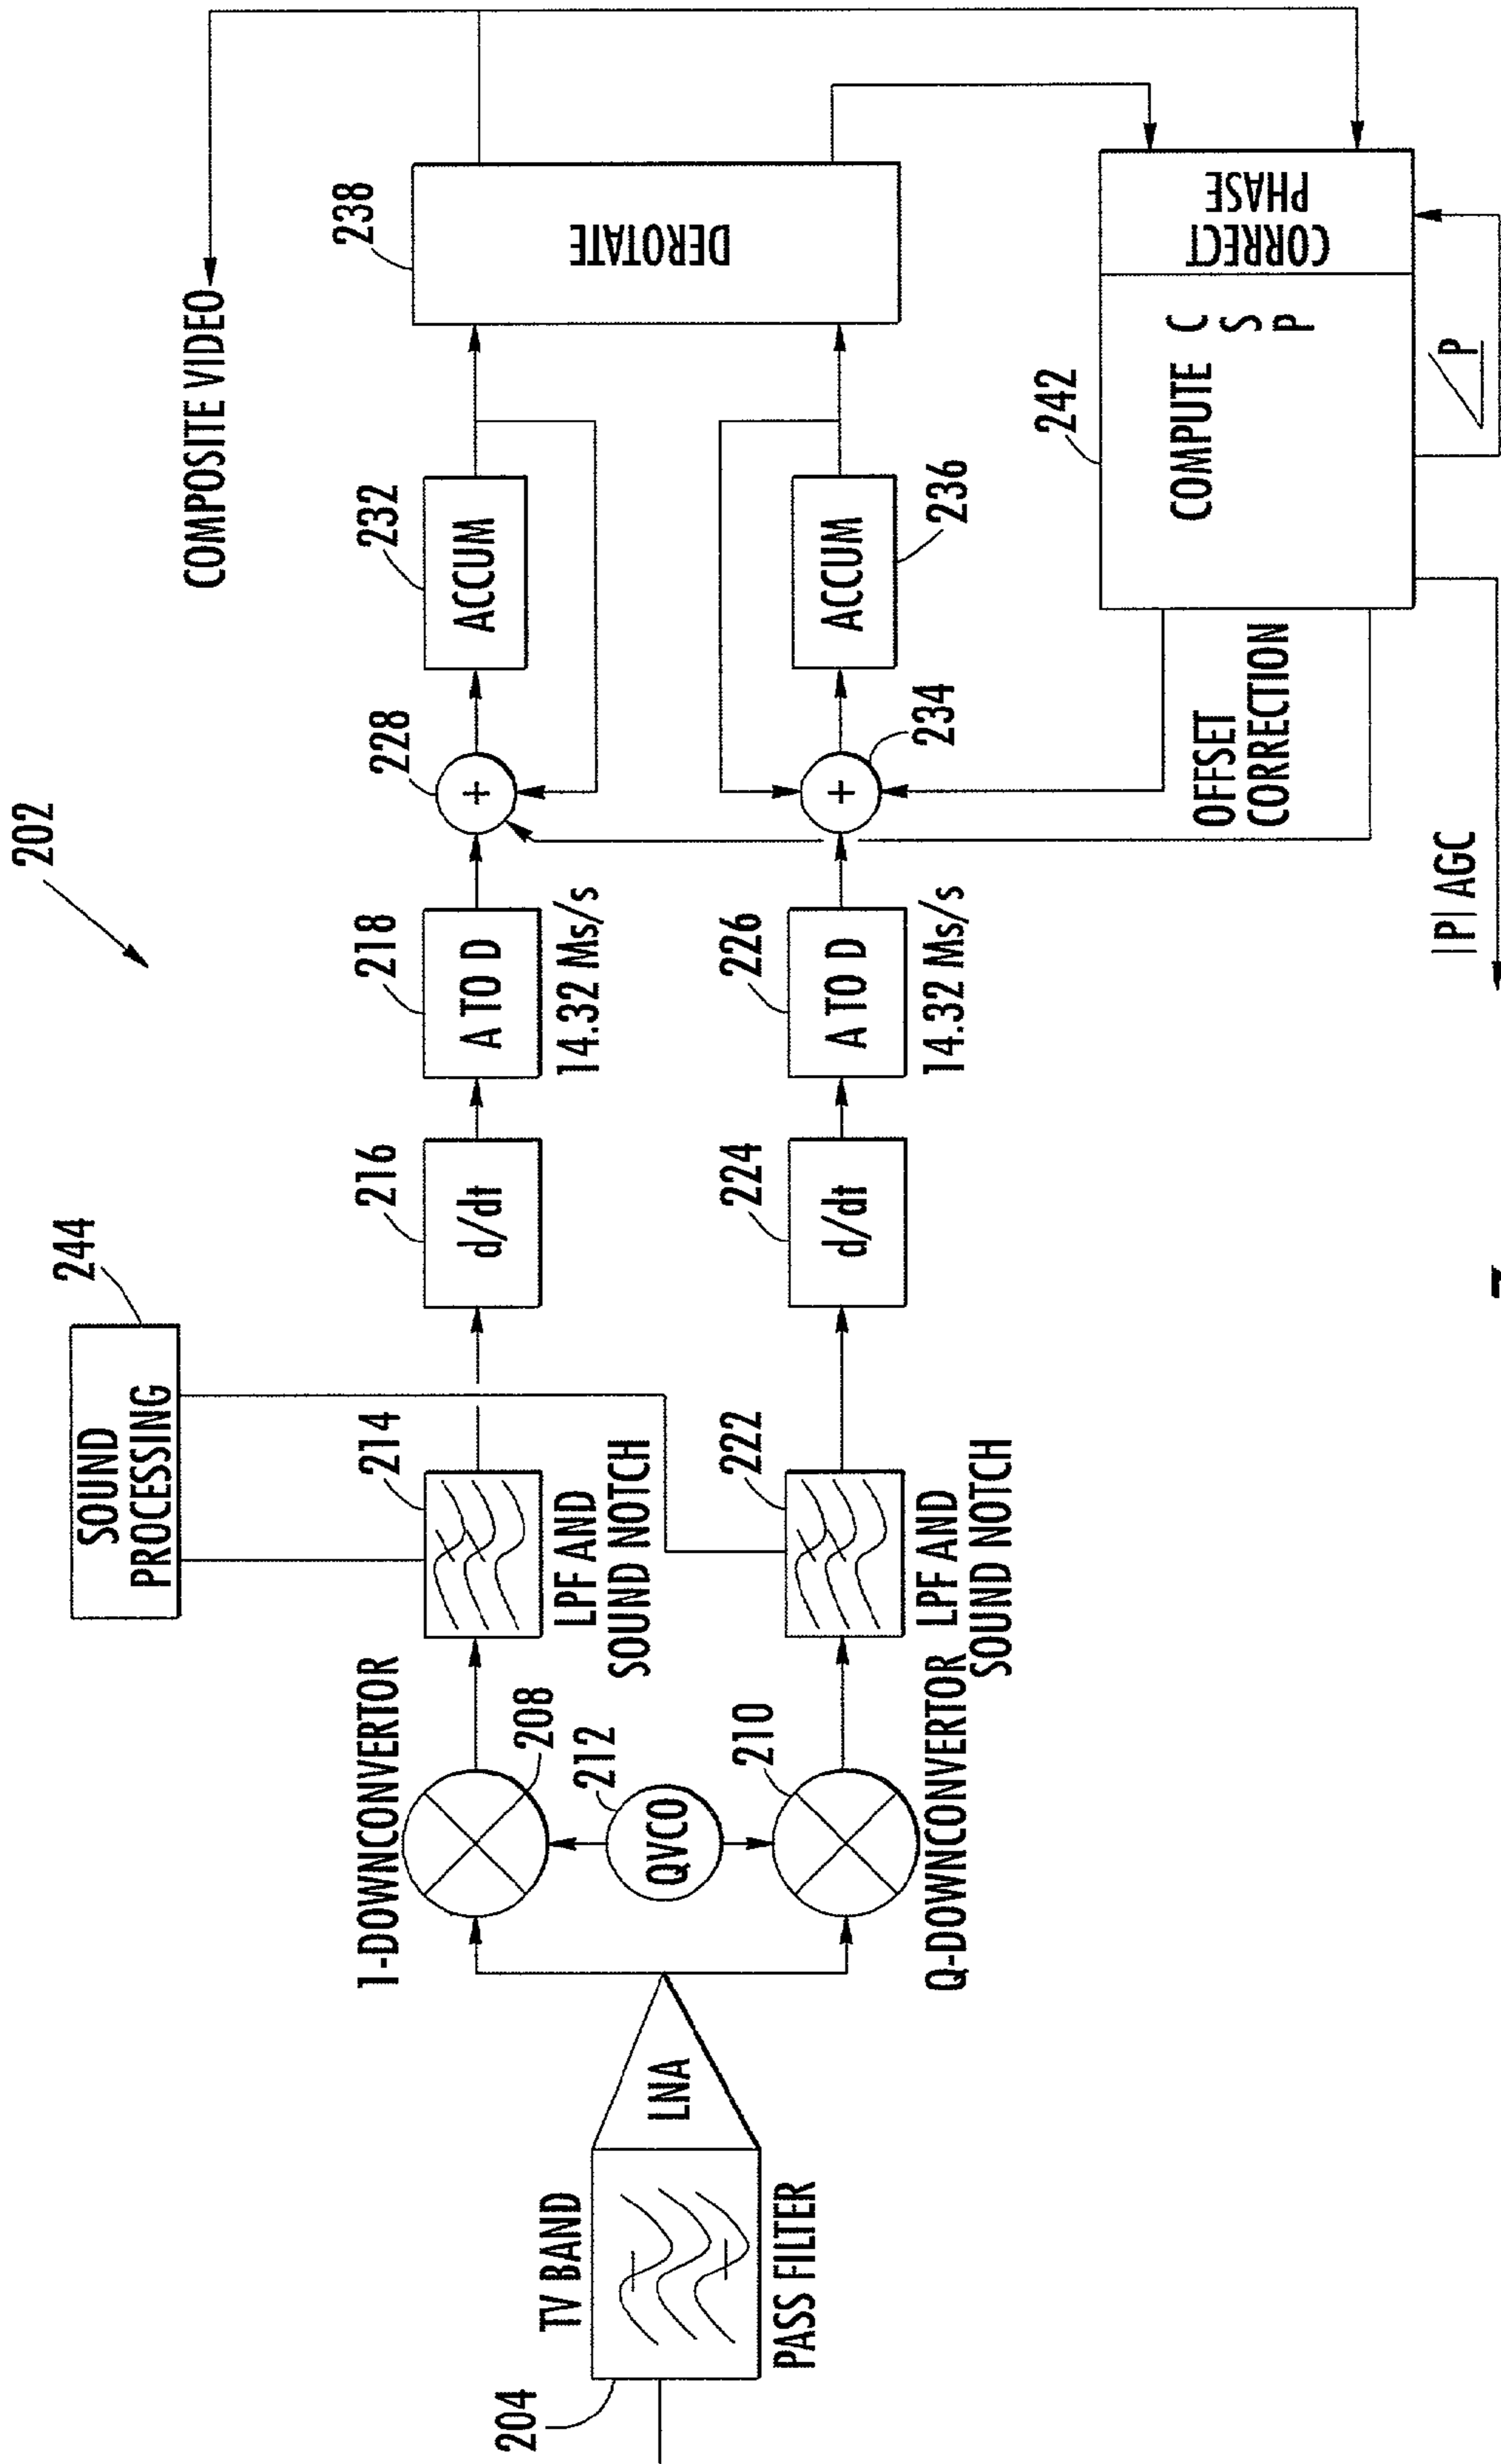 202
244
SOUND
PROCESSING
COMPOSITE VIDEO
TV BAND
204
LNA
PASS FILTER
1-DOWNCONVERTOR
208
212
QVCO
210
Q-DOWNCONVERTOR
214
LPF AND
SOUND NOTCH
222
LPF AND
SOUND NOTCH
216
d/dt
224
d/dt
218
A TO D
14.32 Ms/s
226
A TO D
14.32 Ms/s
228
+
234
+
232
ACCUM
236
ACCUM
238
DEROTATE
242
COMPUTE
C
S
P
CORRECT
PHASE
OFFSET
CORRECTION
P
|P| AGC